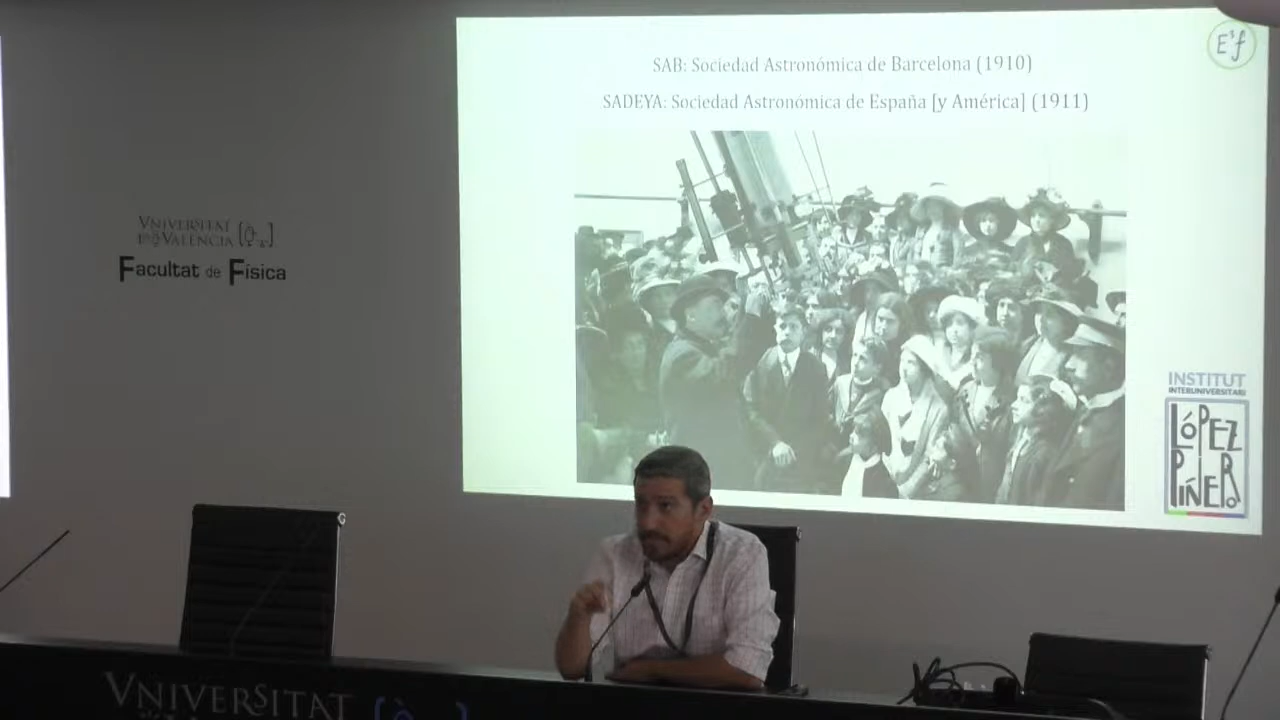 SAB: Sociedad Astronómica de Barcelona (1910)
SADEYA: Sociedad Astronómica de España [y América] (1911)
E³f
VNIVERSITAT
VALÈNCIA
Facultat de Física
INSTITUT
INTERUNIVERSITARI
LÓPEZ
PIÑERO
VNIVERSITAT